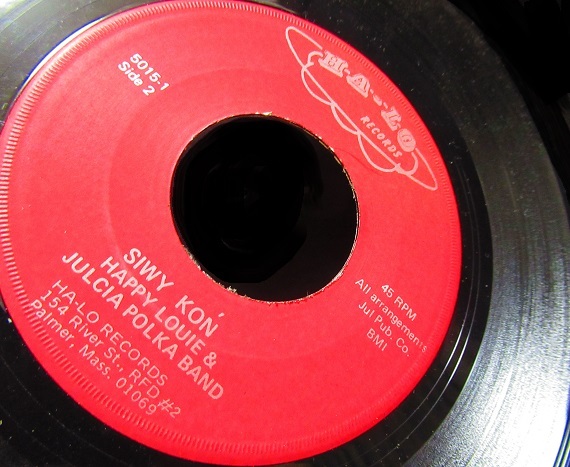 5015-1
Side 2
HA-LO
RECORDS
SIWY KON'
HAPPY LOUIE &
JULCIA POLKA BAND
HA-LO RECORDS
154 River St., RFD #2
Palmer, Mass. 01069
45 RPM
All arrangements
Jul Pub. Co.
BMI